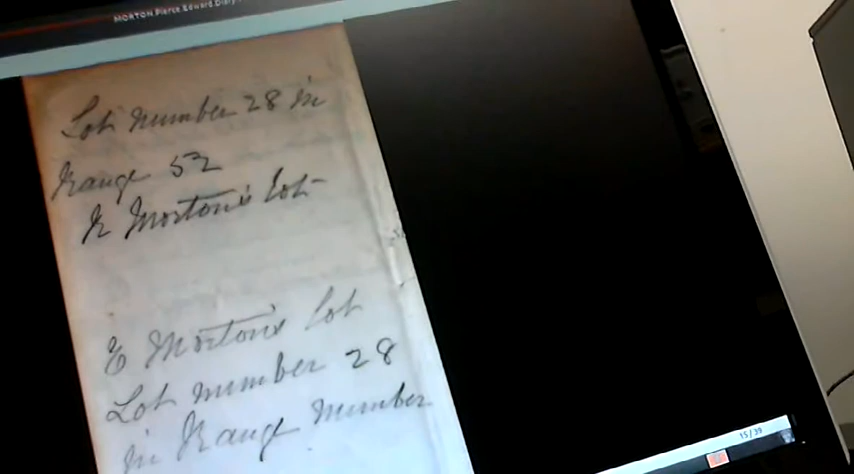 MORTON.Pierce.Edward.Diary
Lot Number 28 in
Range 52
K Morton's Lot
E Morton's Lot
Lot number 28
in Range Number
15/39